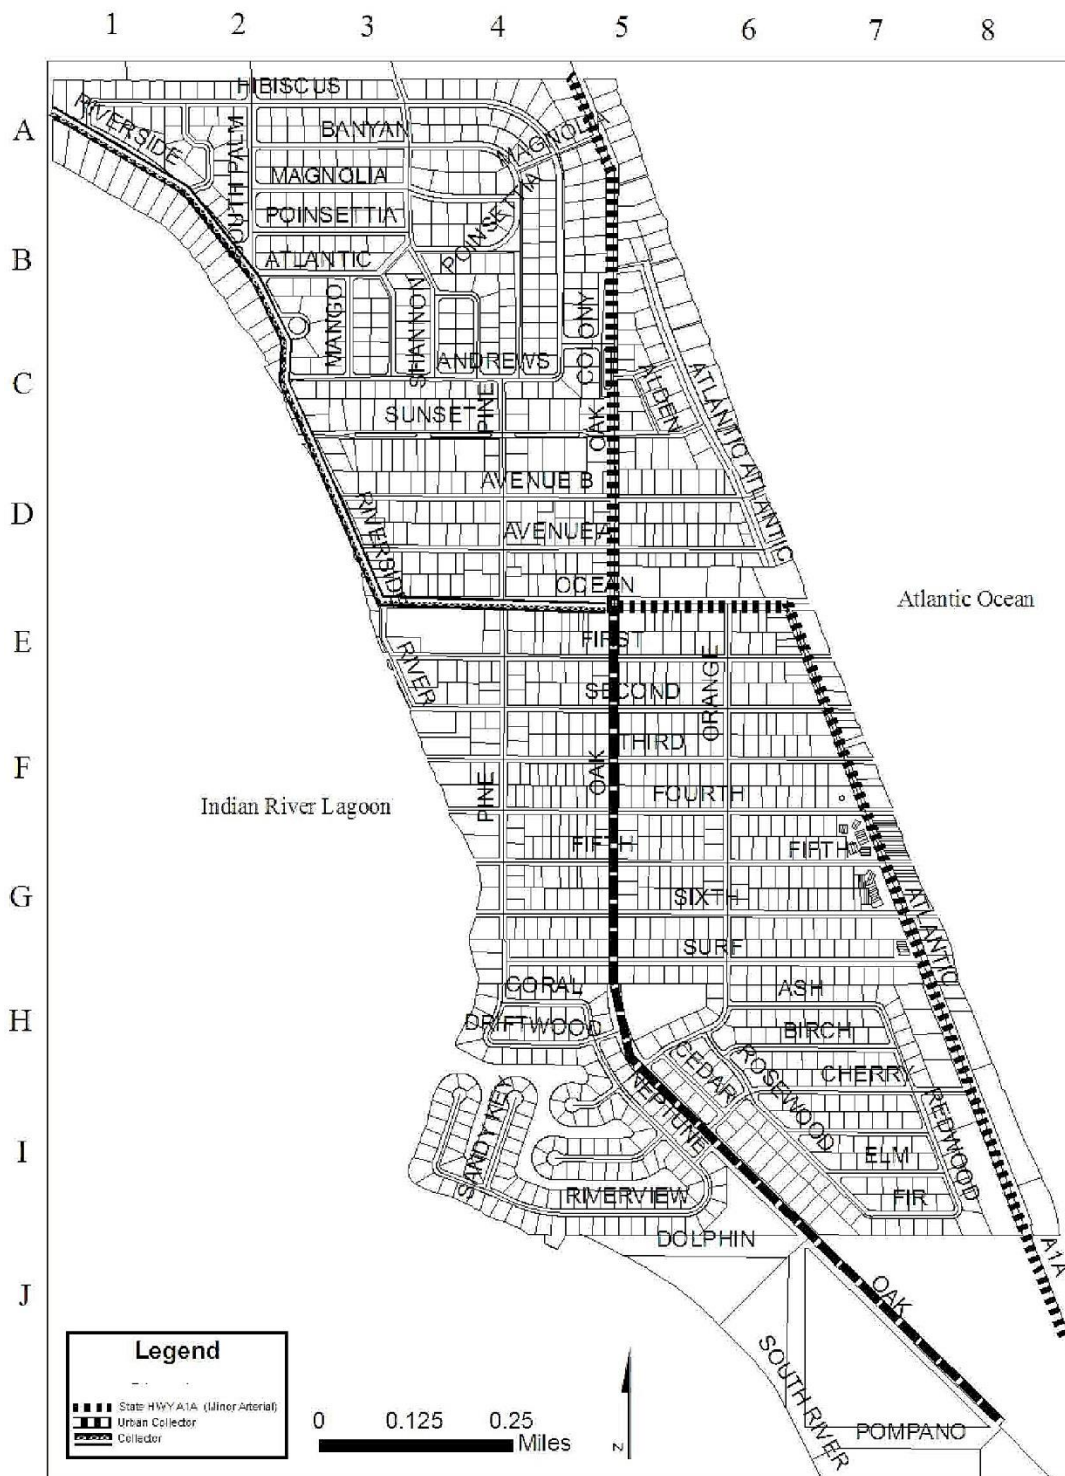 1 2 3 4 5 6 7 8
HIBISCUS
A
RIVERSIDE
SOUTH PALM
BANYAN
MAGNOLIA
MAGNOLIA
POINSETTIA
POINSETTIA
B
ATLANTIC
MANGO
SHANNON
COLONY
ANDREWS
C
ALDEN
ATLANTIC
SUNSET
PINE
OAK
AVENUE B
ATLANTIC
D
RIVERSIDE
AVENUE A
OCEAN
Atlantic Ocean
E
FIRST
RIVER
ORANGE
SECOND
THIRD
F
OAK
Indian River Lagoon
PINE
FOURTH
FIFTH
FIFTH
G
SIXTH
ATLANTIC
SURF
CORAL
ASH
H
DRIFTWOOD
BIRCH
CEDAR
ROSEWOOD
CHERRY
NEPTUNE
REDWOOD
I
SANDY KEY
ELM
RIVERVIEW
FIR
DOLPHIN
A1A
J
OAK
SOUTH RIVER
POMPANO
Legend
State HWY A1A (Minor Arterial)
Urban Collector
Collector
0 0.125 0.25
Miles
N